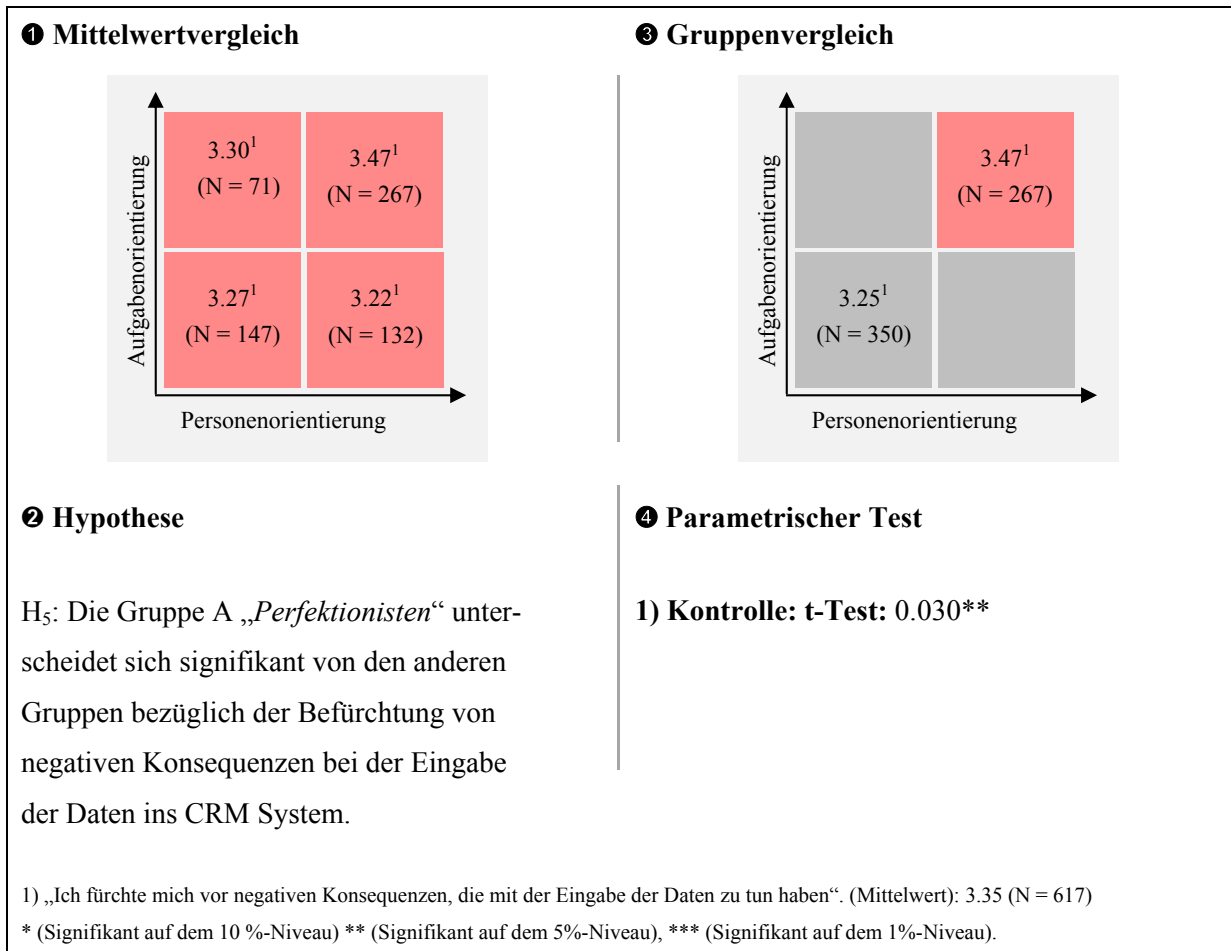 ❶ Mittelwertvergleich
Aufgabenorientierung
3.30¹
(N = 71)
3.47¹
(N = 267)
3.27¹
(N = 147)
3.22¹
(N = 132)
Personenorientierung
❷ Hypothese
H₅: Die Gruppe A „Perfektionisten“ unter-
scheidet sich signifikant von den anderen
Gruppen bezüglich der Befürchtung von
negativen Konsequenzen bei der Eingabe
der Daten ins CRM System.
❸ Gruppenvergleich
Aufgabenorientierung
3.47¹
(N = 267)
3.25¹
(N = 350)
Personenorientierung
❹ Parametrischer Test
1) Kontrolle: t-Test: 0.030**
1) „Ich fürchte mich vor negativen Konsequenzen, die mit der Eingabe der Daten zu tun haben“. (Mittelwert): 3.35 (N = 617)
* (Signifikant auf dem 10 %-Niveau) ** (Signifikant auf dem 5%-Niveau), *** (Signifikant auf dem 1%-Niveau).